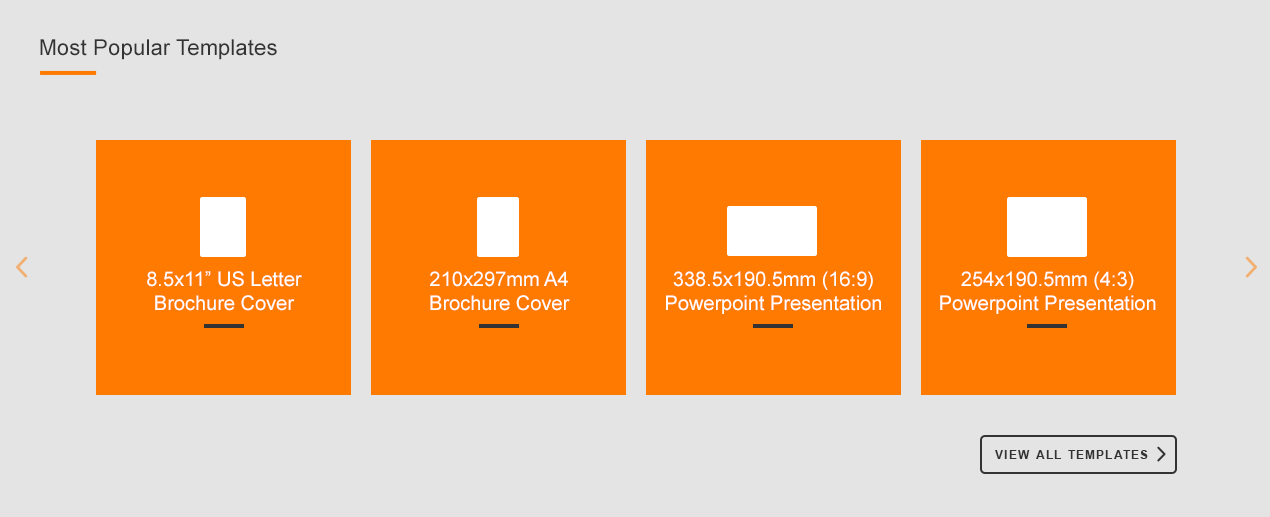 Most Popular Templates
8.5x11” US Letter
Brochure Cover
210x297mm A4
Brochure Cover
338.5x190.5mm (16:9)
Powerpoint Presentation
254x190.5mm (4:3)
Powerpoint Presentation
VIEW ALL TEMPLATES